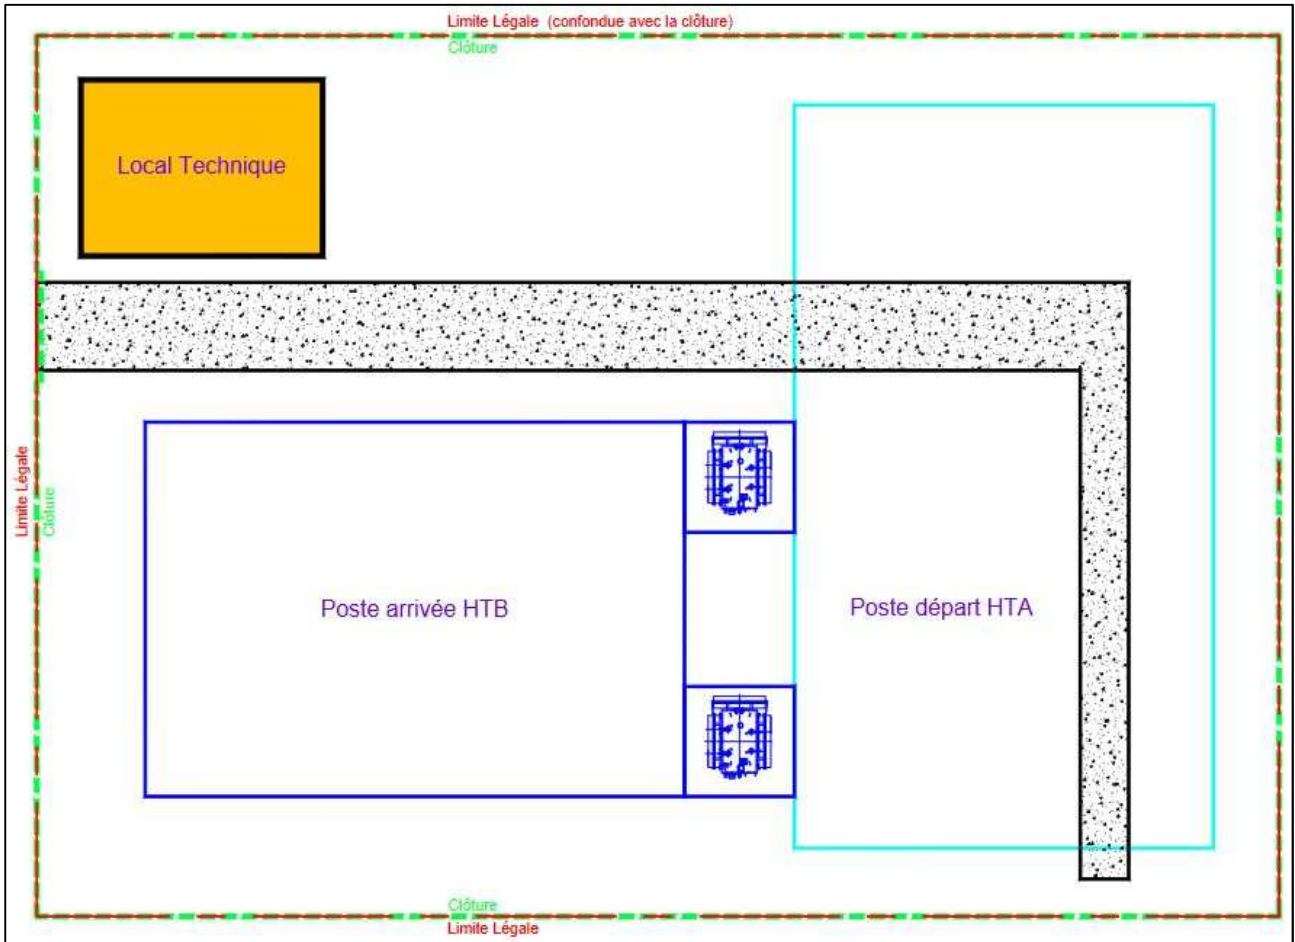 Limite Légale (confondue avec la clôture)
Clôture
Local Technique
Limite Légale
Clôture
Poste arrivée HTB
Poste départ HTA
Clôture
Limite Légale